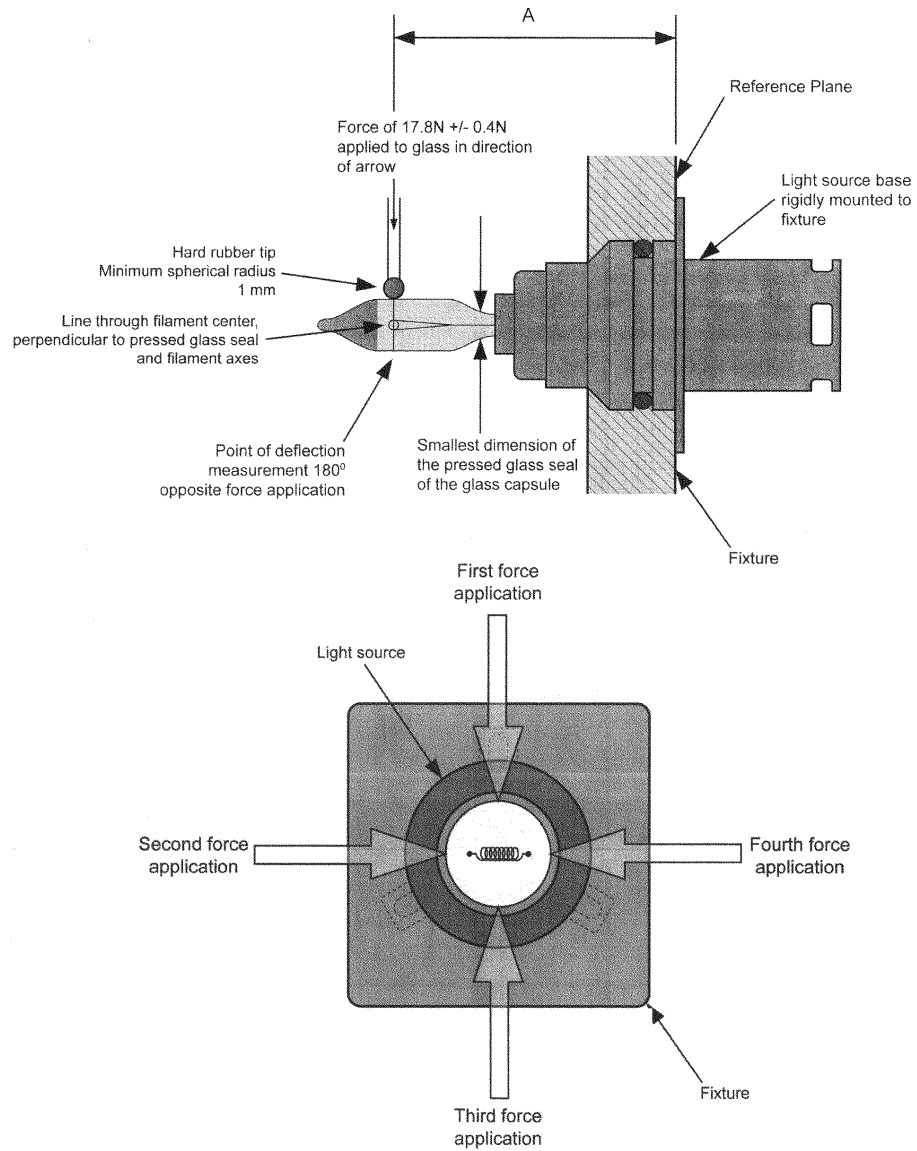 A
Reference Plane
Force of 17.8N +/- 0.4N
applied to glass in direction
of arrow
Light source base
rigidly mounted to
fixture
Hard rubber tip
Minimum spherical radius
1 mm
Line through filament center,
perpendicular to pressed glass seal
and filament axes
Point of deflection
measurement 180º
opposite force application
Smallest dimension of
the pressed glass seal
of the glass capsule
Fixture
First force
application
Light source
Second force
application
Fourth force
application
Fixture
Third force
application